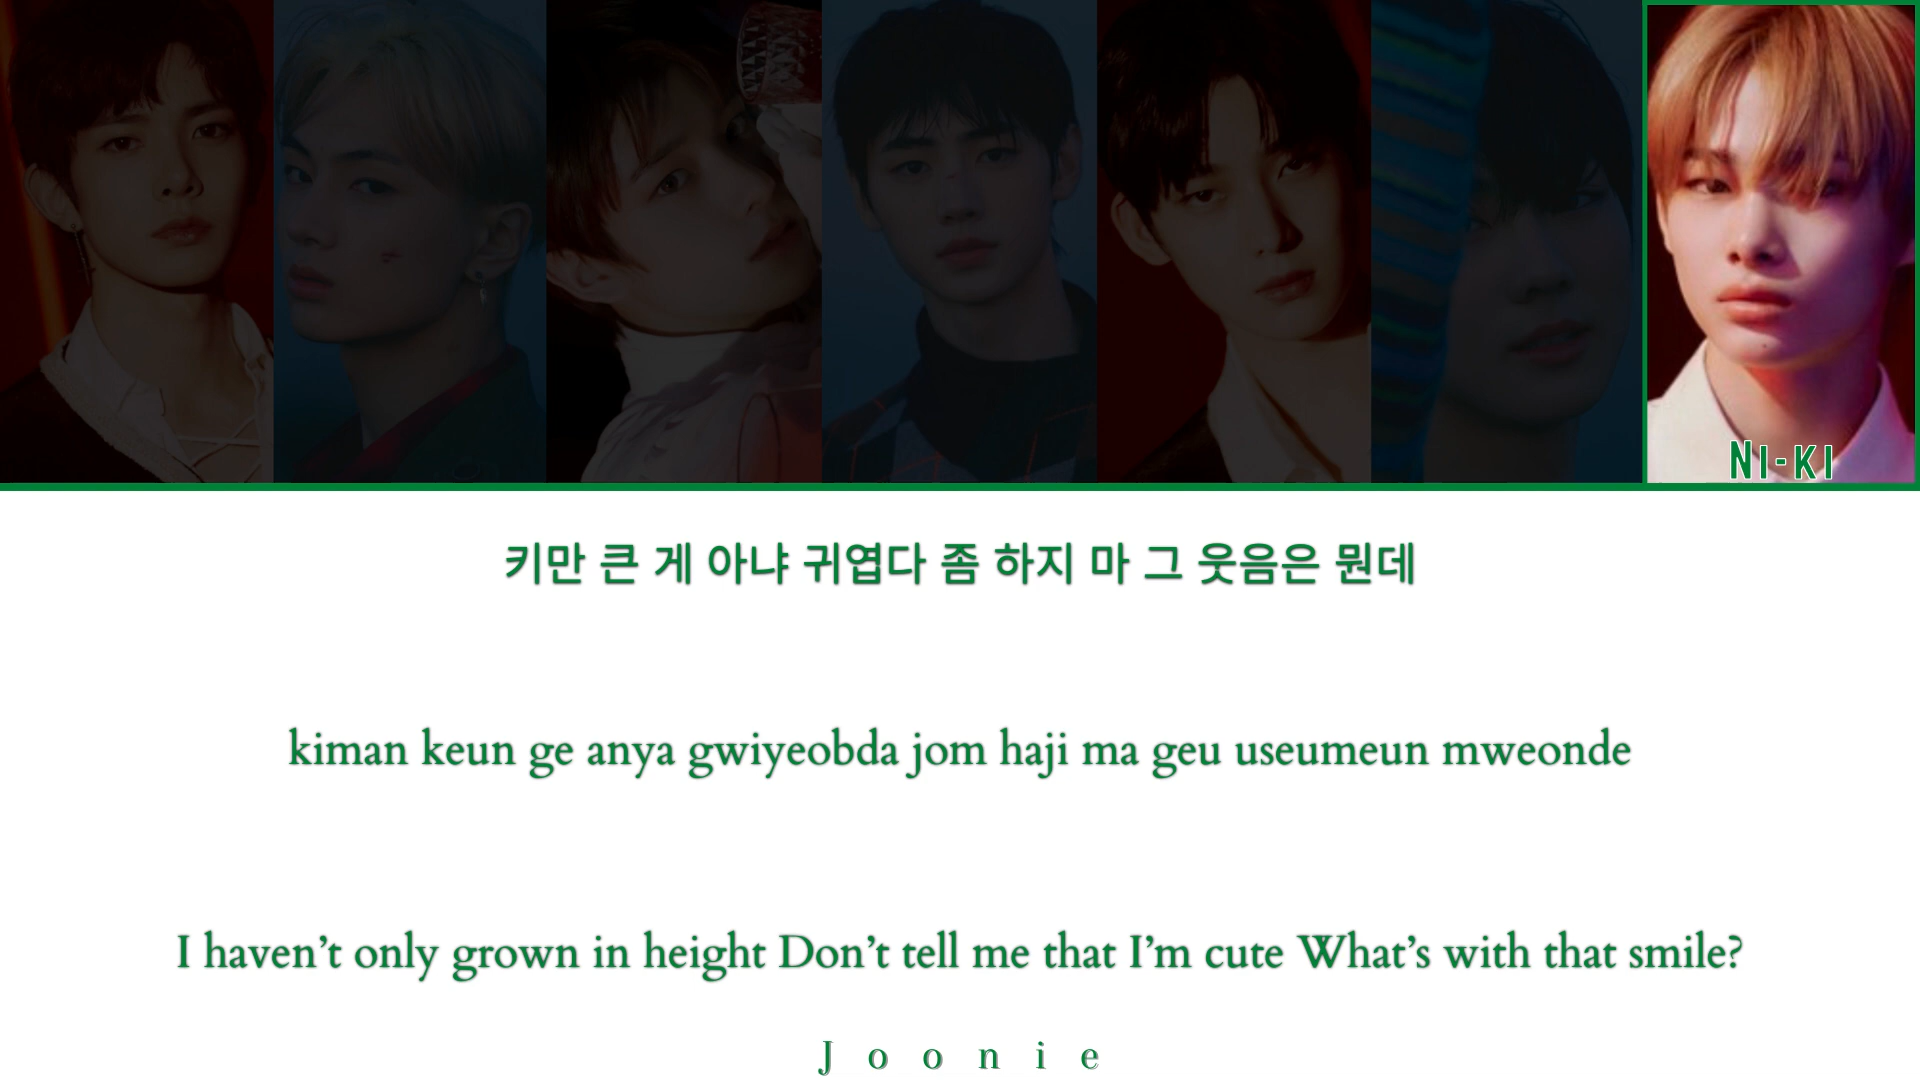 Ni-ki
키만 큰 게 아냐 귀엽다 좀 하지 마 그 웃음은 뭔데
kiman keun ge anya gwiyeobda jom haji ma geu useumeun mweonde
I haven’t only grown in height Don’t tell me that I’m cute What’s with that smile?
Joonie